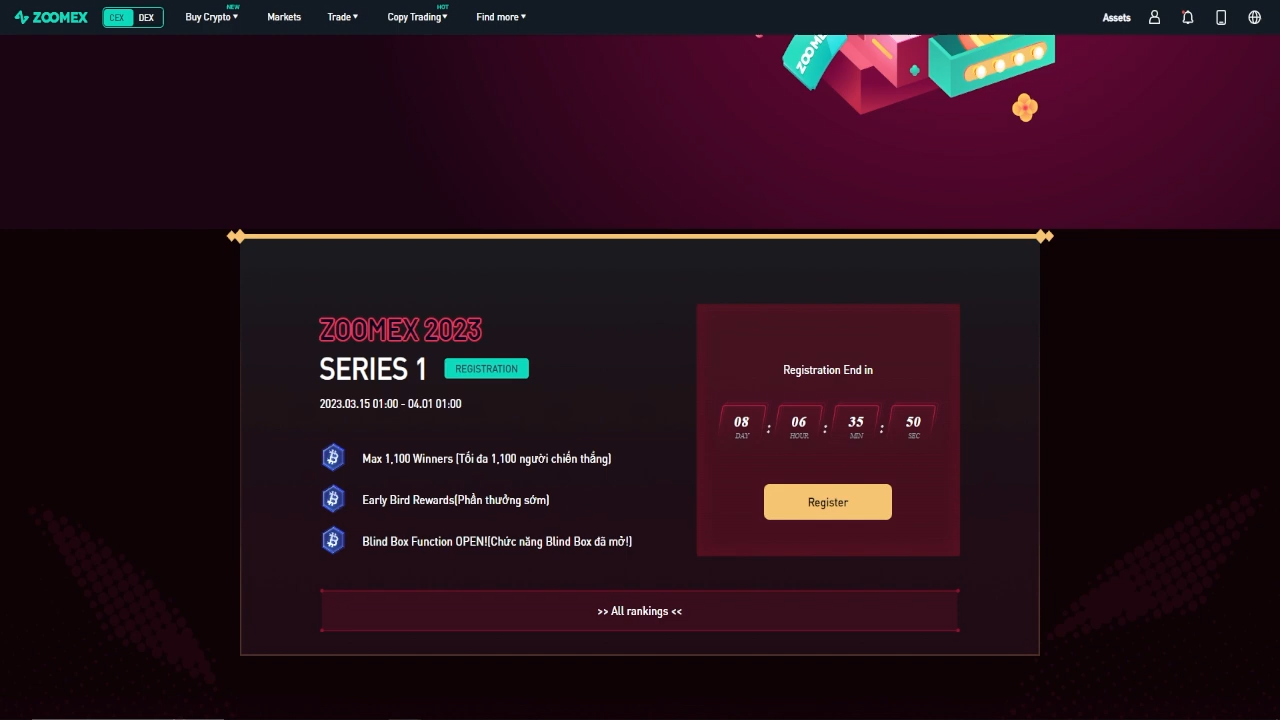 ZOOMEX
CEX DEX
Buy Crypto NEW
Markets
Trade
Copy Trading HOT
Find more
Assets
ZOOME
ZOOMEX 2023
SERIES 1 REGISTRATION
2023.03.15 01:00 - 04.01 01:00
Max 1,100 Winners (Tối đa 1,100 người chiến thắng)
Early Bird Rewards(Phần thưởng sớm)
Blind Box Function OPEN!(Chức năng Blind Box đã mở!)
Registration End in
08 : 06 : 35 : 50
DAY HOUR MIN SEC
Register
>> All rankings <<